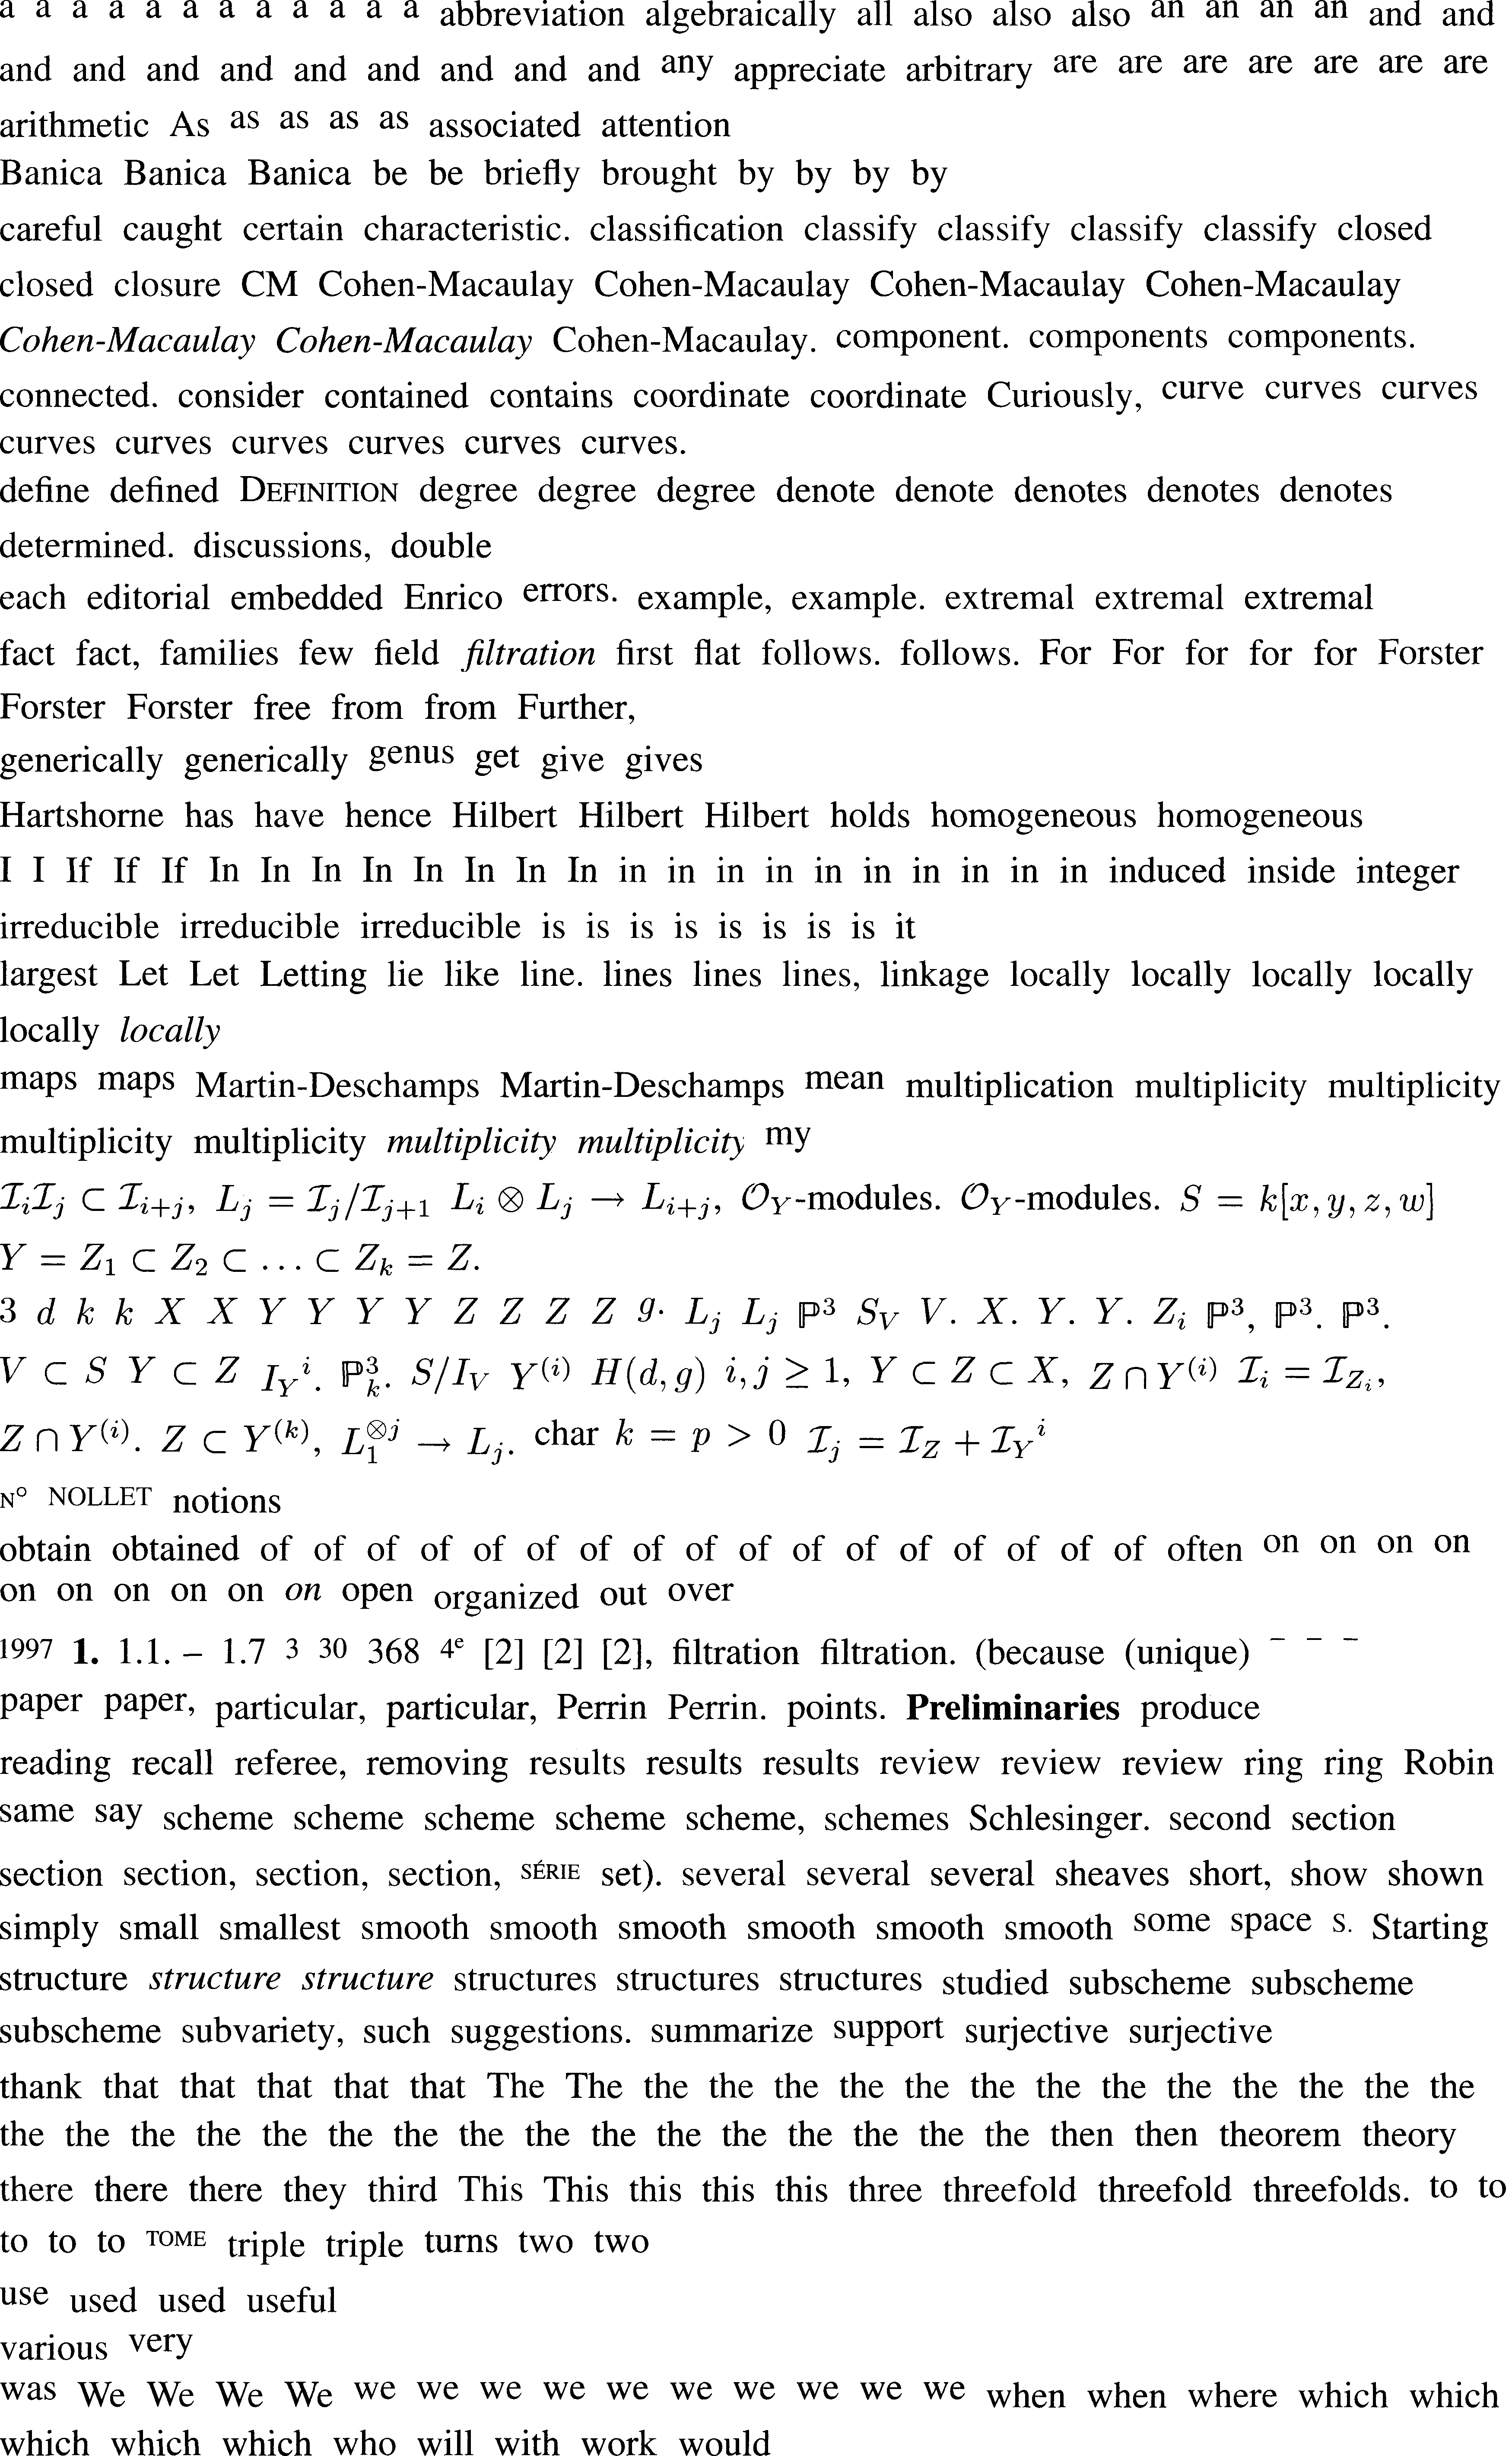 a a a a a a a a a a a a abbreviation algebraically all also also also an an an an and and
and and and and and and and and and any appreciate arbitrary are are are are are are are
arithmetic As as as as as associated attention
Banica Banica Banica be be briefly brought by by by by
careful caught certain characteristic. classification classify classify classify classify closed
closed closure CM Cohen-Macaulay Cohen-Macaulay Cohen-Macaulay Cohen-Macaulay
Cohen-Macaulay Cohen-Macaulay Cohen-Macaulay. component. components components.
connected. consider contained contains coordinate coordinate Curiously, curve curves curves
curves curves curves curves curves curves.
define defined DEFINITION degree degree degree denote denote denotes denotes denotes
determined. discussions, double
each editorial embedded Enrico errors. example, example. extremal extremal extremal
fact fact, families few field filtration first flat follows. follows. For For for for for Forster
Forster Forster free from from Further,
generically generically genus get give gives
Hartshorne has have hence Hilbert Hilbert Hilbert holds homogeneous homogeneous
I I If If If In In In In In In In In in in in in in in in in in in induced inside integer
irreducible irreducible irreducible is is is is is is is is it
largest Let Let Letting lie like line. lines lines lines, linkage locally locally locally locally
locally locally
maps maps Martin-Deschamps Martin-Deschamps mean multiplication multiplicity multiplicity
multiplicity multiplicity multiplicity multiplicity my
$\mathcal{I}_i\mathcal{I}_j \subset \mathcal{I}_{i+j},$ $L_j = \mathcal{I}_j/\mathcal{I}_{j+1}$ $L_i \otimes L_j \to L_{i+j},$ $\mathcal{O}_Y$-modules. $\mathcal{O}_Y$-modules. $S = k[x, y, z, w]$
$Y = Z_1 \subset Z_2 \subset \ldots \subset Z_k = Z.$
3 d k k X X Y Y Y Y Z Z Z Z g. $L_j$ $L_j$ $\mathbb{P}^3$ $S_V$ V. X. Y. Y. $Z_i$ $\mathbb{P}^3,$ $\mathbb{P}^3.$ $\mathbb{P}^3.$
$V \subset S$ $Y \subset Z$ $I_Y{}^i.$ $\mathbb{P}^3_k.$ $S/I_V$ $Y^{(i)}$ $H(d, g)$ $i, j \geq 1,$ $Y \subset Z \subset X,$ $Z \cap Y^{(i)}$ $\mathcal{I}_i = \mathcal{I}_{Z_i},$
$Z \cap Y^{(i)}.$ $Z \subset Y^{(k)},$ $L_1^{\otimes j} \to L_j.$ char $k = p > 0$ $\mathcal{I}_j = \mathcal{I}_Z + \mathcal{I}_Y{}^i$
N° NOLLET notions
obtain obtained of of of of of of of of of of of of of of of of of often on on on on
on on on on on on open organized out over
1997 1. 1.1. – 1.7 3 30 368 4e [2] [2] [2], filtration filtration. (because (unique) – – –
paper paper, particular, particular, Perrin Perrin. points. Preliminaries produce
reading recall referee, removing results results results review review review ring ring Robin
same say scheme scheme scheme scheme scheme, schemes Schlesinger. second section
section section, section, section, SÉRIE set). several several several sheaves short, show shown
simply small smallest smooth smooth smooth smooth smooth smooth some space s. Starting
structure structure structure structures structures structures studied subscheme subscheme
subscheme subvariety, such suggestions. summarize support surjective surjective
thank that that that that that The The the the the the the the the the the the the the the
the the the the the the the the the the the the the the the the then then theorem theory
there there there they third This This this this this three threefold threefold threefolds. to to
to to to TOME triple triple turns two two
use used used useful
various very
was We We We We we we we we we we we we we we when when where which which
which which which who will with work would